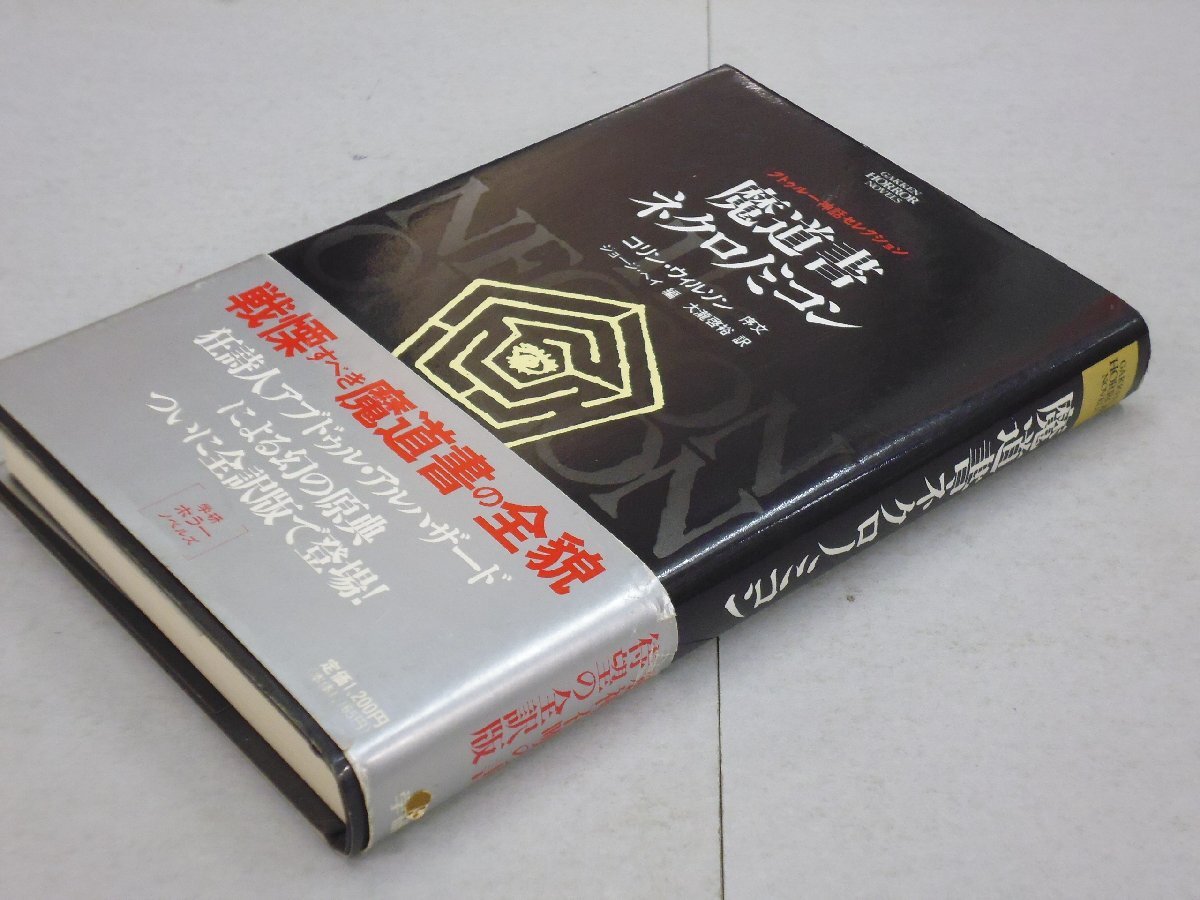 GAKKEN
HORROR
NOVELS
クトゥルー神話セレクション
魔道書
ネクロノミコン
コリン・ウィルソン 序文
ジョージ・ヘイ 編 大瀧啓裕 訳
NECRONOMICON
戦慄すべき魔道書の全貌
狂詩人アブドゥル・アルハザード
による幻の原典
ついに全訳版で登場!
学研
ホラー
ノベルズ
定価1,200円
HORROR
魔道書ネクロノミコン
待望の全訳版